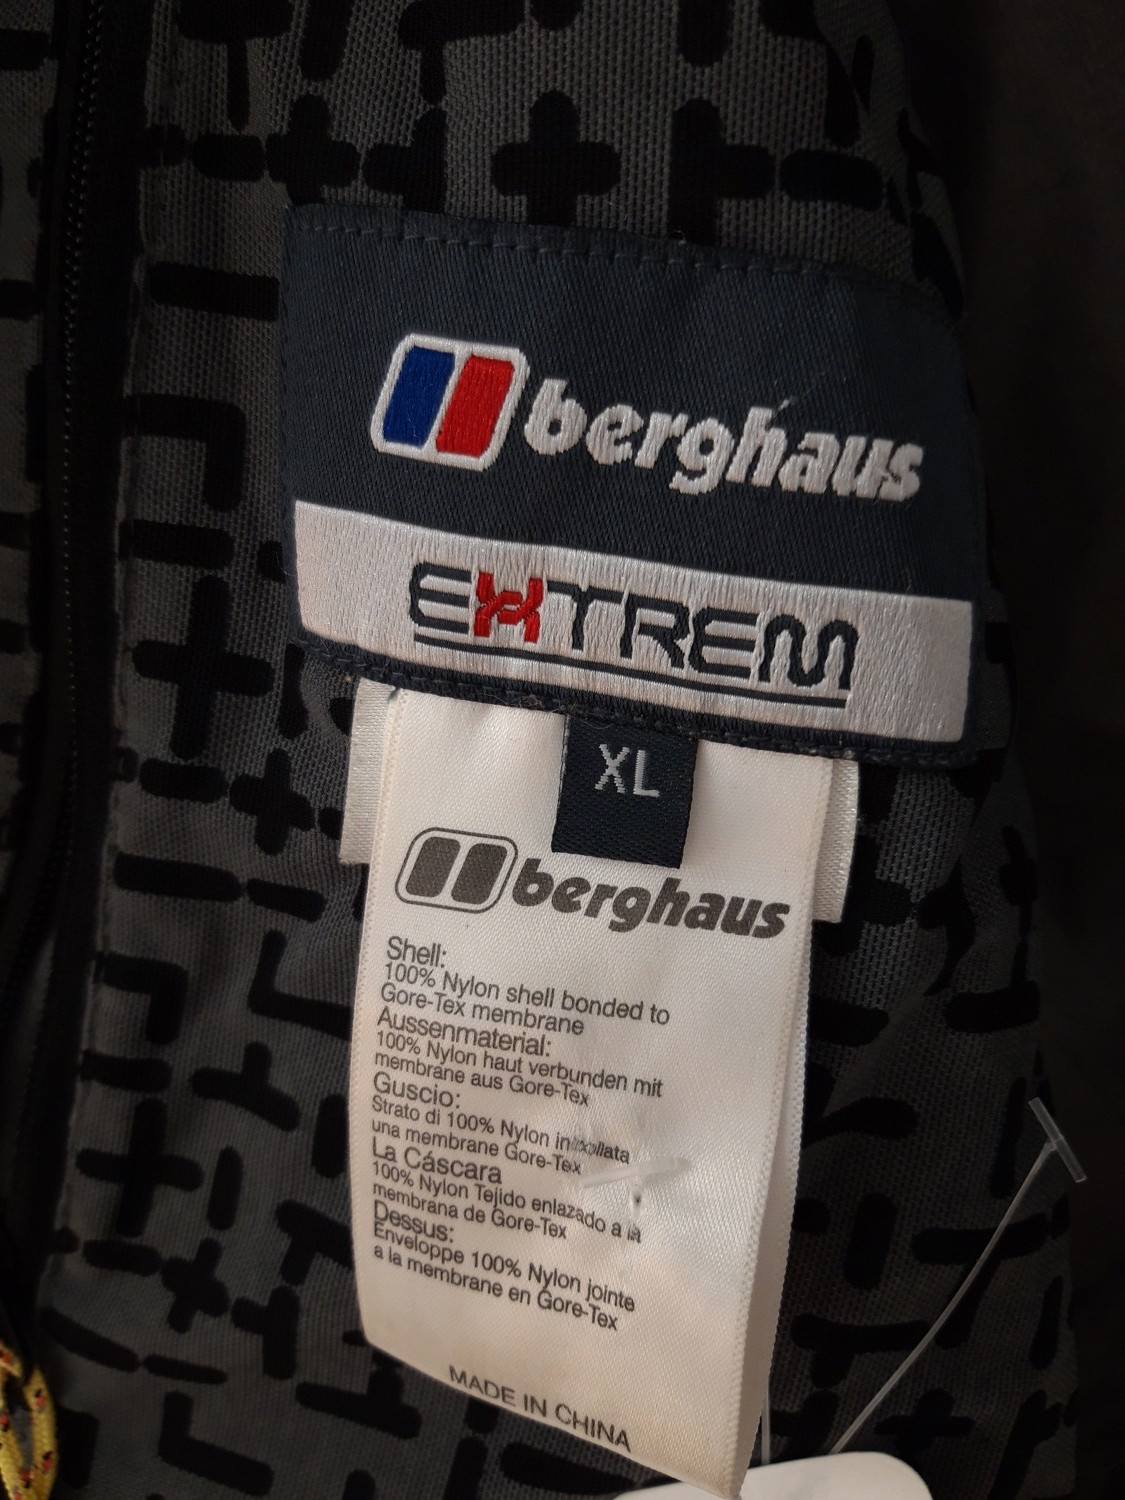 berghaus
EXTREM
XL
berghaus
Shell:
100% Nylon shell bonded to
Gore-Tex membrane
Aussenmaterial:
100% Nylon haut verbunden mit
membrane aus Gore-Tex
Guscio:
Strato di 100% Nylon
una membrane Gore-Tex
La Cáscara
100% Nylon Tejido enlazado a la
membrana de Gore-Tex
Dessus:
Enveloppe 100% Nylon jointe
a la membrane en Gore-Tex
MADE IN CHINA